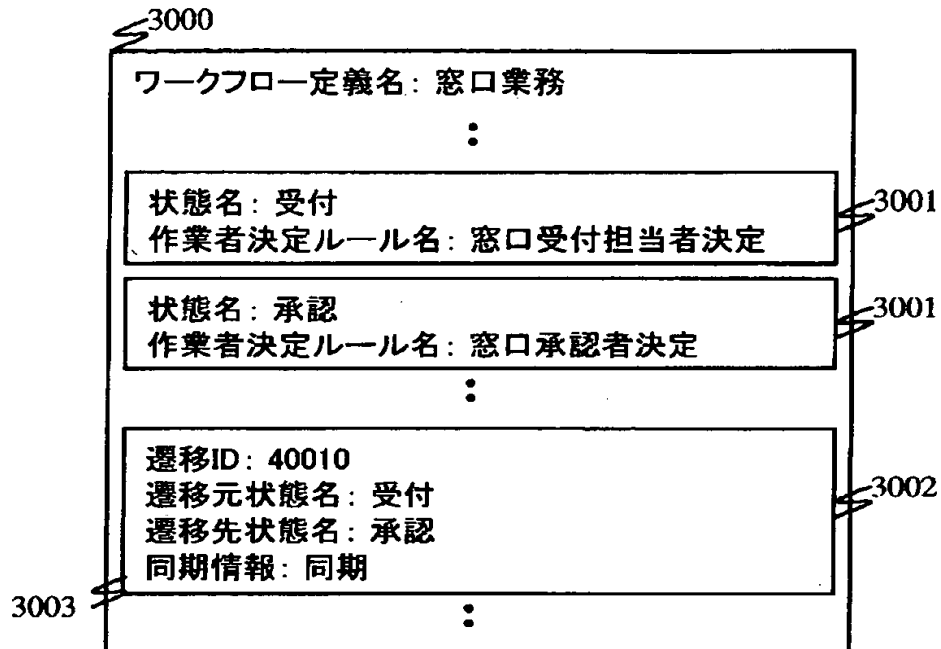 3000
ワークフロー定義名: 窓口業務
状態名: 受付
作業者決定ルール名: 窓口受付担当者決定
3001
状態名: 承認
作業者決定ルール名: 窓口承認者決定
3001
遷移ID: 40010
遷移元状態名: 受付
遷移先状態名: 承認
同期情報: 同期
3002
3003